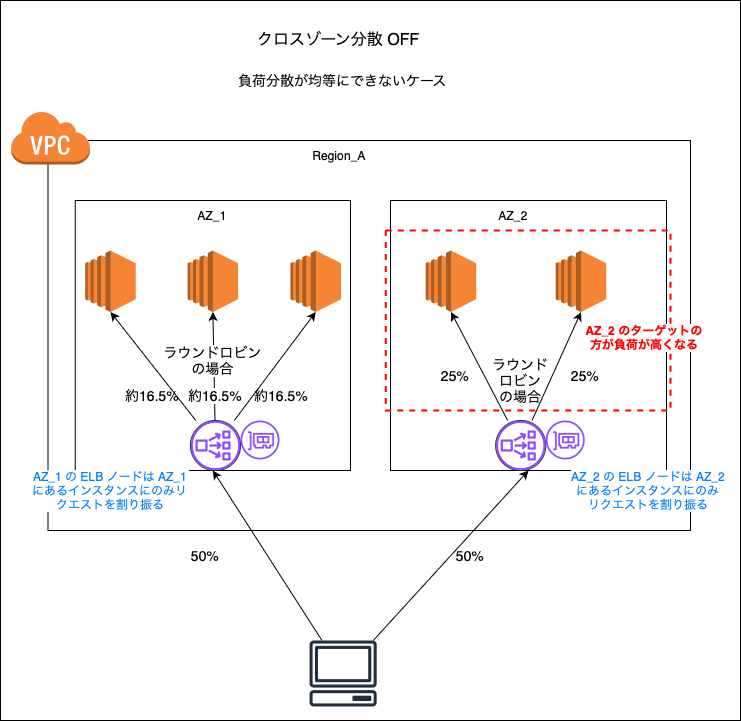 クロスゾーン分散 OFF
負荷分散が均等にできないケース
VPC
Region_A
AZ_1
AZ_2
ラウンドロビン
の場合
約16.5%
約16.5%
約16.5%
AZ_2 のターゲットの
方が負荷が高くなる
ラウンド
ロビン
の場合
25%
25%
AZ_1 の ELB ノードは AZ_1
にあるインスタンスにのみリ
クエストを割り振る
AZ_2 の ELB ノードは AZ_2
にあるインスタンスにのみ
リクエストを割り振る
50%
50%